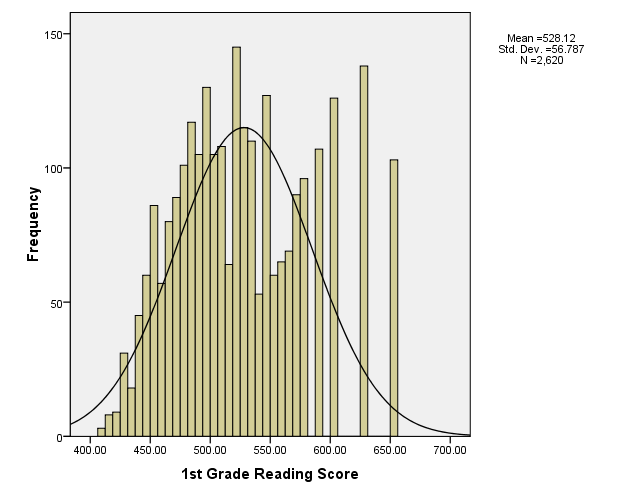 Mean =528.12
Std. Dev. =56.787
N =2,620
150
100
50
0
Frequency
400.00 450.00 500.00 550.00 600.00 650.00 700.00
1st Grade Reading Score